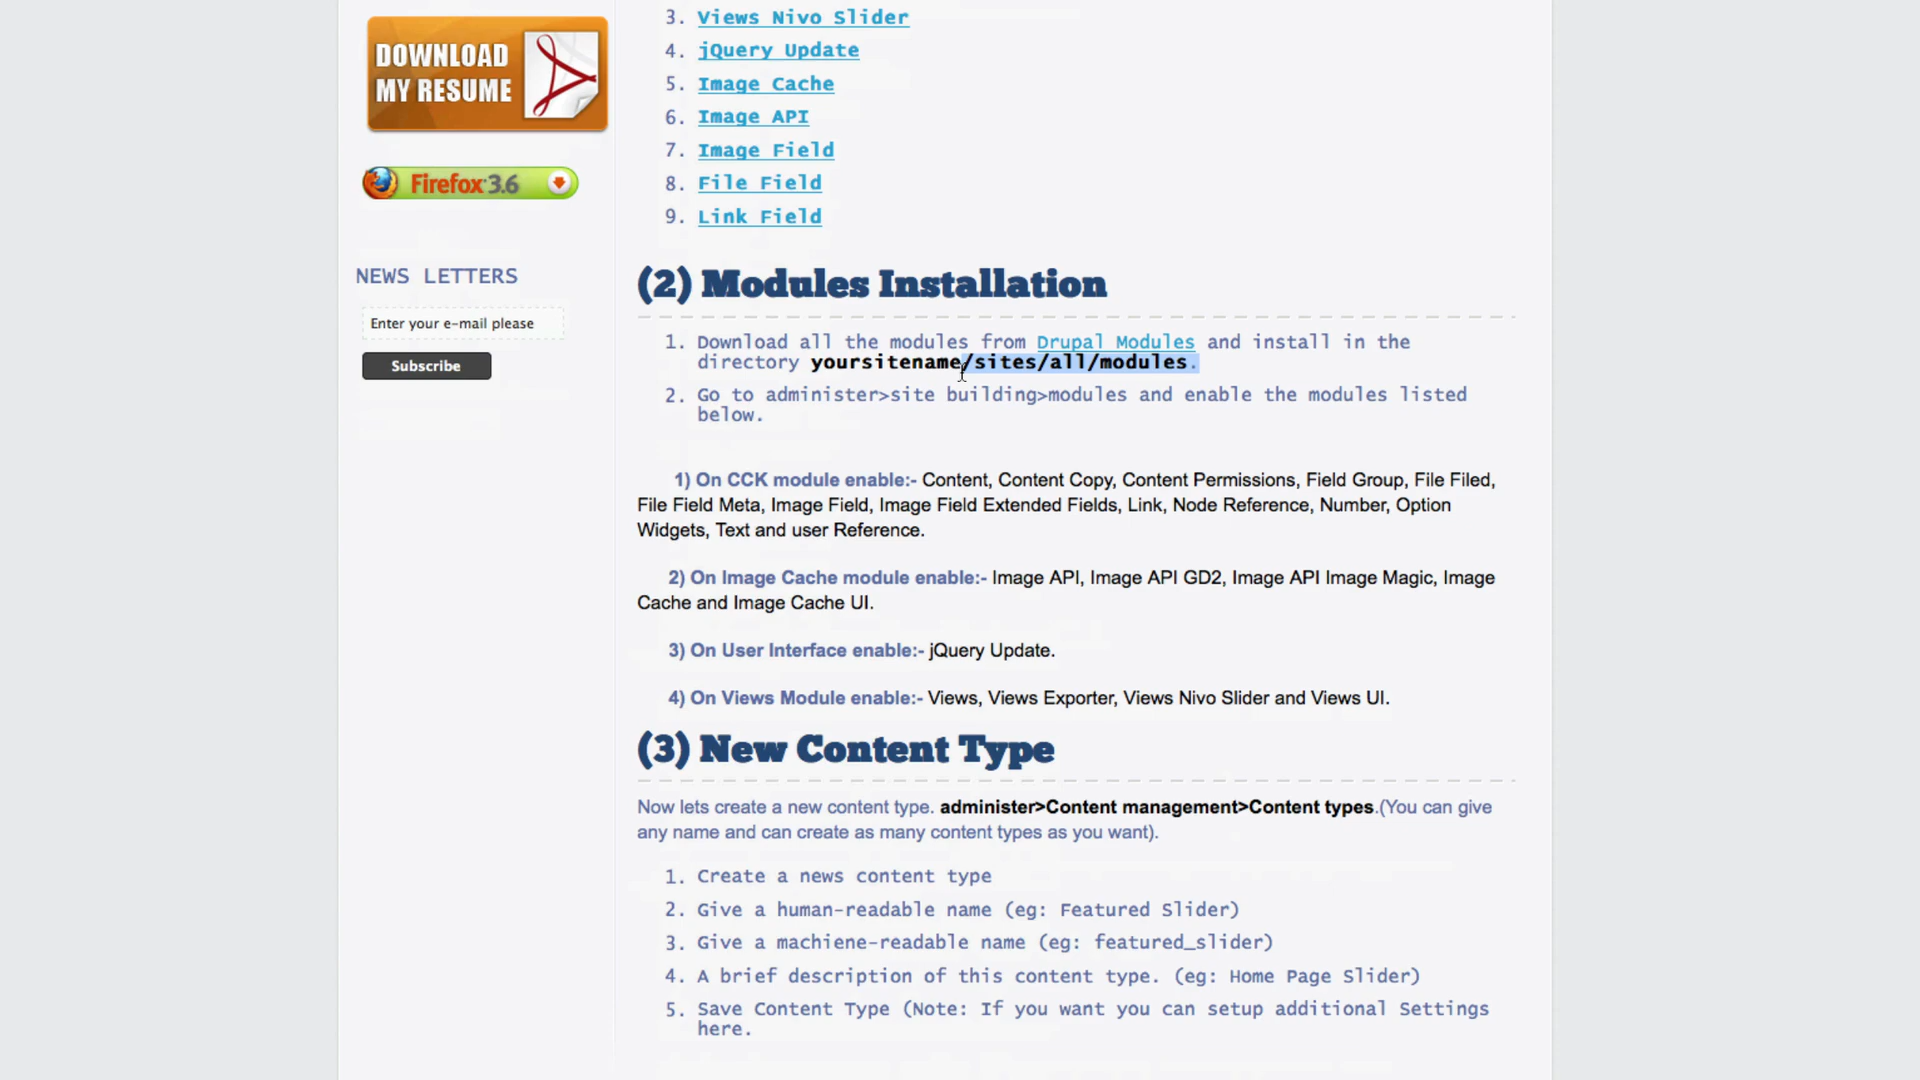 DOWNLOAD
MY RESUME
Firefox 3.6
NEWS LETTERS
Enter your e-mail please
Subscribe
3. Views Nivo Slider
4. jQuery Update
5. Image Cache
6. Image API
7. Image Field
8. File Field
9. Link Field
(2) Modules Installation
1. Download all the modules from Drupal Modules and install in the
directory yoursitename/sites/all/modules.
2. Go to administer>site building>modules and enable the modules listed
below.
1) On CCK module enable:- Content, Content Copy, Content Permissions, Field Group, File Filed,
File Field Meta, Image Field, Image Field Extended Fields, Link, Node Reference, Number, Option
Widgets, Text and user Reference.
2) On Image Cache module enable:- Image API, Image API GD2, Image API Image Magic, Image
Cache and Image Cache UI.
3) On User Interface enable:- jQuery Update.
4) On Views Module enable:- Views, Views Exporter, Views Nivo Slider and Views UI.
(3) New Content Type
Now lets create a new content type. administer>Content management>Content types.(You can give
any name and can create as many content types as you want).
1. Create a news content type
2. Give a human-readable name (eg: Featured Slider)
3. Give a machiene-readable name (eg: featured_slider)
4. A brief description of this content type. (eg: Home Page Slider)
5. Save Content Type (Note: If you want you can setup additional Settings
here.